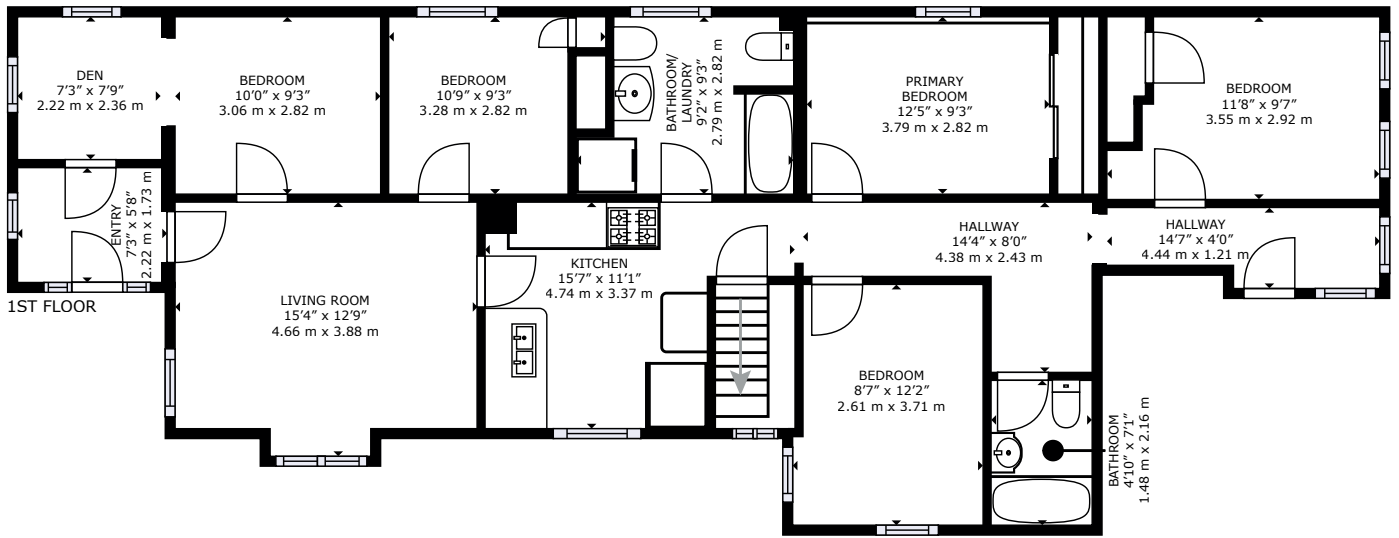 DEN
7'3" x 7'9"
2.22 m x 2.36 m
BEDROOM
10'0" x 9'3"
3.06 m x 2.82 m
BEDROOM
10'9" x 9'3"
3.28 m x 2.82 m
BATHROOM/
LAUNDRY
9'2" x 9'3"
2.79 m x 2.82 m
PRIMARY
BEDROOM
12'5" x 9'3"
3.79 m x 2.82 m
BEDROOM
11'8" x 9'7"
3.55 m x 2.92 m
ENTRY
7'3" x 5'8"
2.22 m x 1.73 m
1ST FLOOR
LIVING ROOM
15'4" x 12'9"
4.66 m x 3.88 m
KITCHEN
15'7" x 11'1"
4.74 m x 3.37 m
HALLWAY
14'4" x 8'0"
4.38 m x 2.43 m
HALLWAY
14'7" x 4'0"
4.44 m x 1.21 m
BEDROOM
8'7" x 12'2"
2.61 m x 3.71 m
BATHROOM
4'10" x 7'1"
1.48 m x 2.16 m